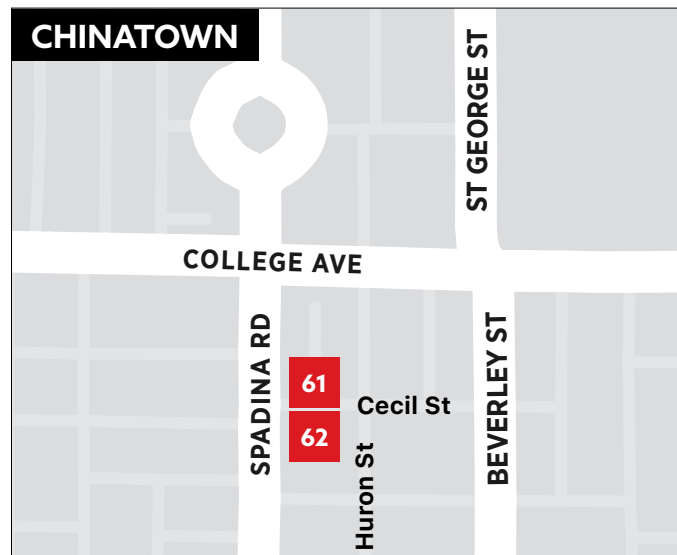 CHINATOWN
ST GEORGE ST
COLLEGE AVE
SPADINA RD
61
Cecil St
62
BEVERLEY ST
Huron St